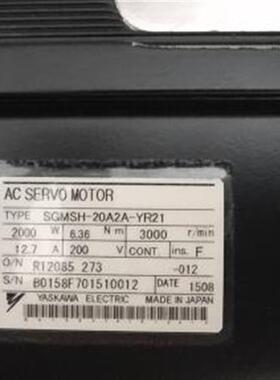 AC SERVO MOTOR
TYPE SGMSH-20A2A-YR21
2000 W 6.36 N·m 3000 r/min
12.7 A 200 V CONT. ins. F
O/N R12085 273 -012
S/N B0158F701510012 DATE 1508
YASKAWA ELECTRIC MADE IN JAPAN